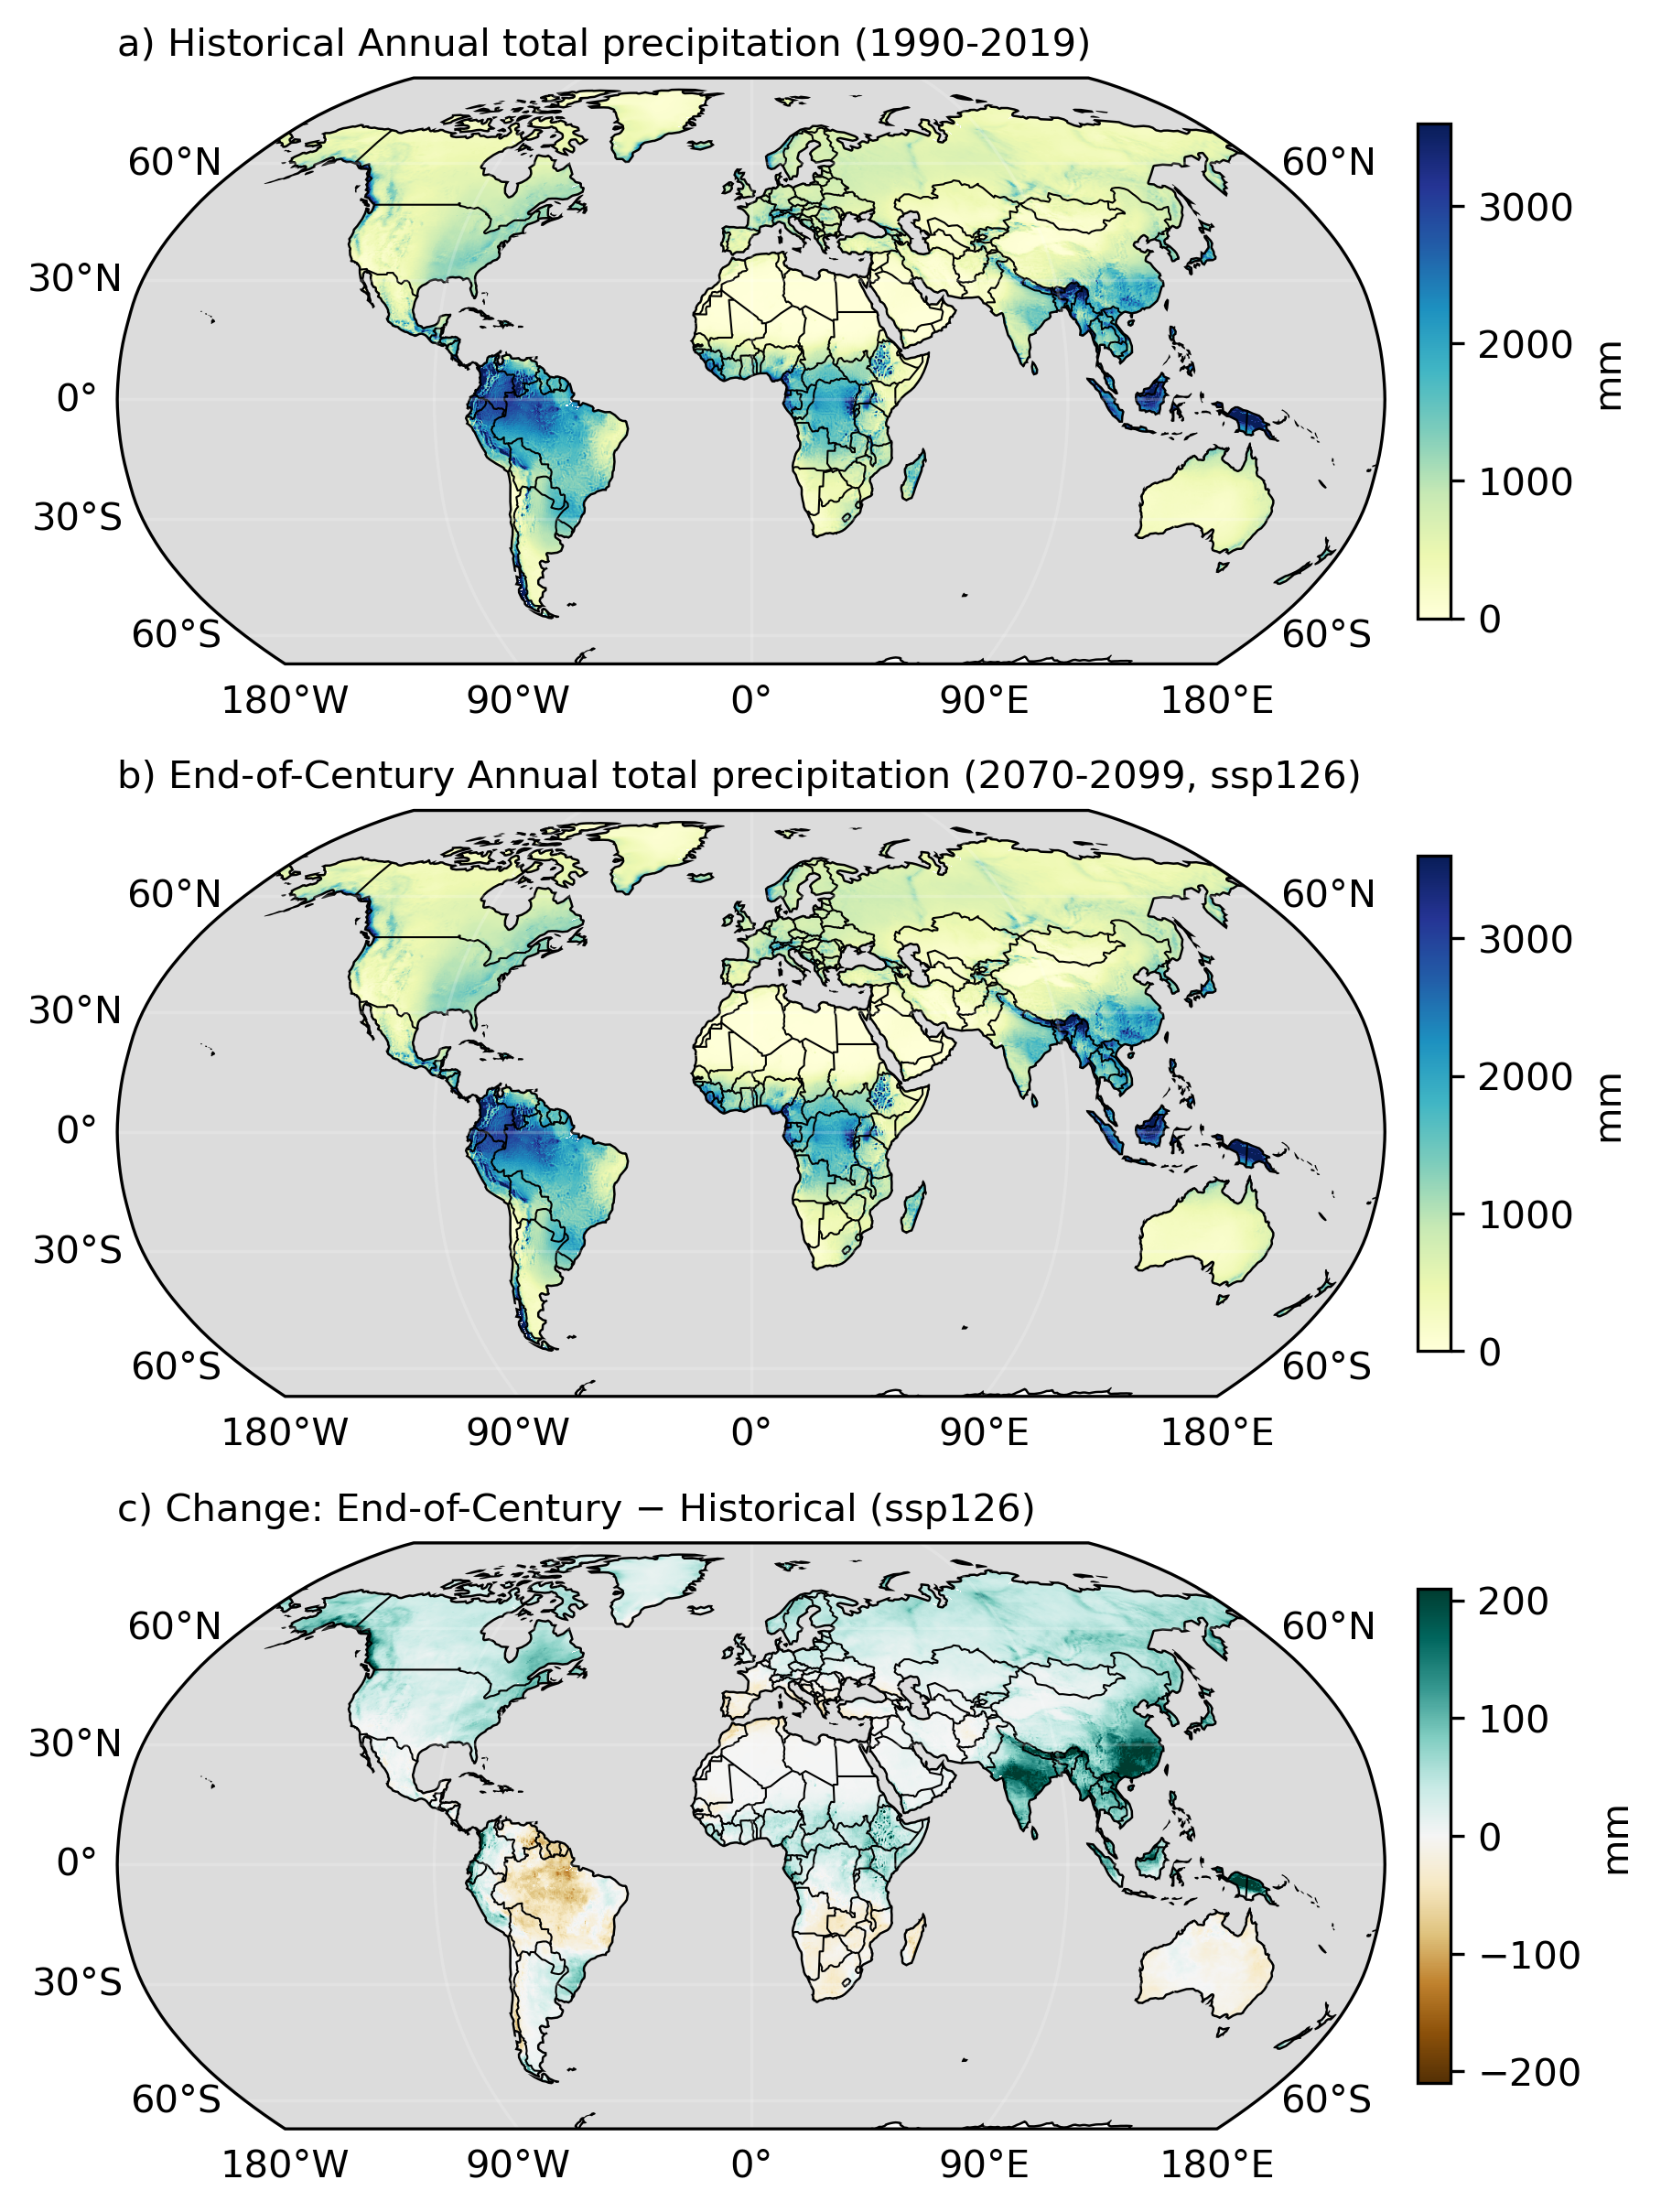 a) Historical Annual total precipitation (1990-2019)
60°N
60°N
30°N
0°
30°S
60°S
60°S
180°W 90°W 0° 90°E 180°E
3000
2000
1000
0
mm
b) End-of-Century Annual total precipitation (2070-2099, ssp126)
60°N
60°N
30°N
0°
30°S
60°S
60°S
180°W 90°W 0° 90°E 180°E
3000
2000
1000
0
mm
c) Change: End-of-Century − Historical (ssp126)
60°N
60°N
30°N
0°
30°S
60°S
60°S
180°W 90°W 0° 90°E 180°E
200
100
0
−100
−200
mm